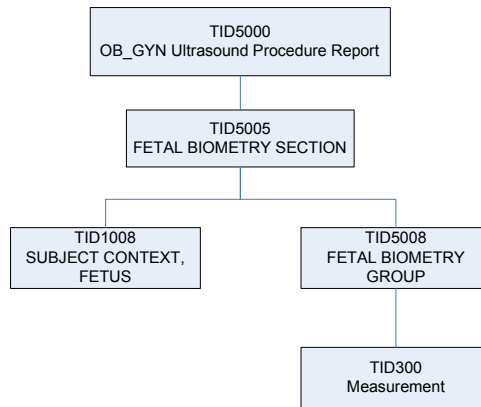 TID5000
OB_GYN Ultrasound Procedure Report
TID5005
FETAL BIOMETRY SECTION
TID1008
SUBJECT CONTEXT,
FETUS
TID5008
FETAL BIOMETRY
GROUP
TID300
Measurement